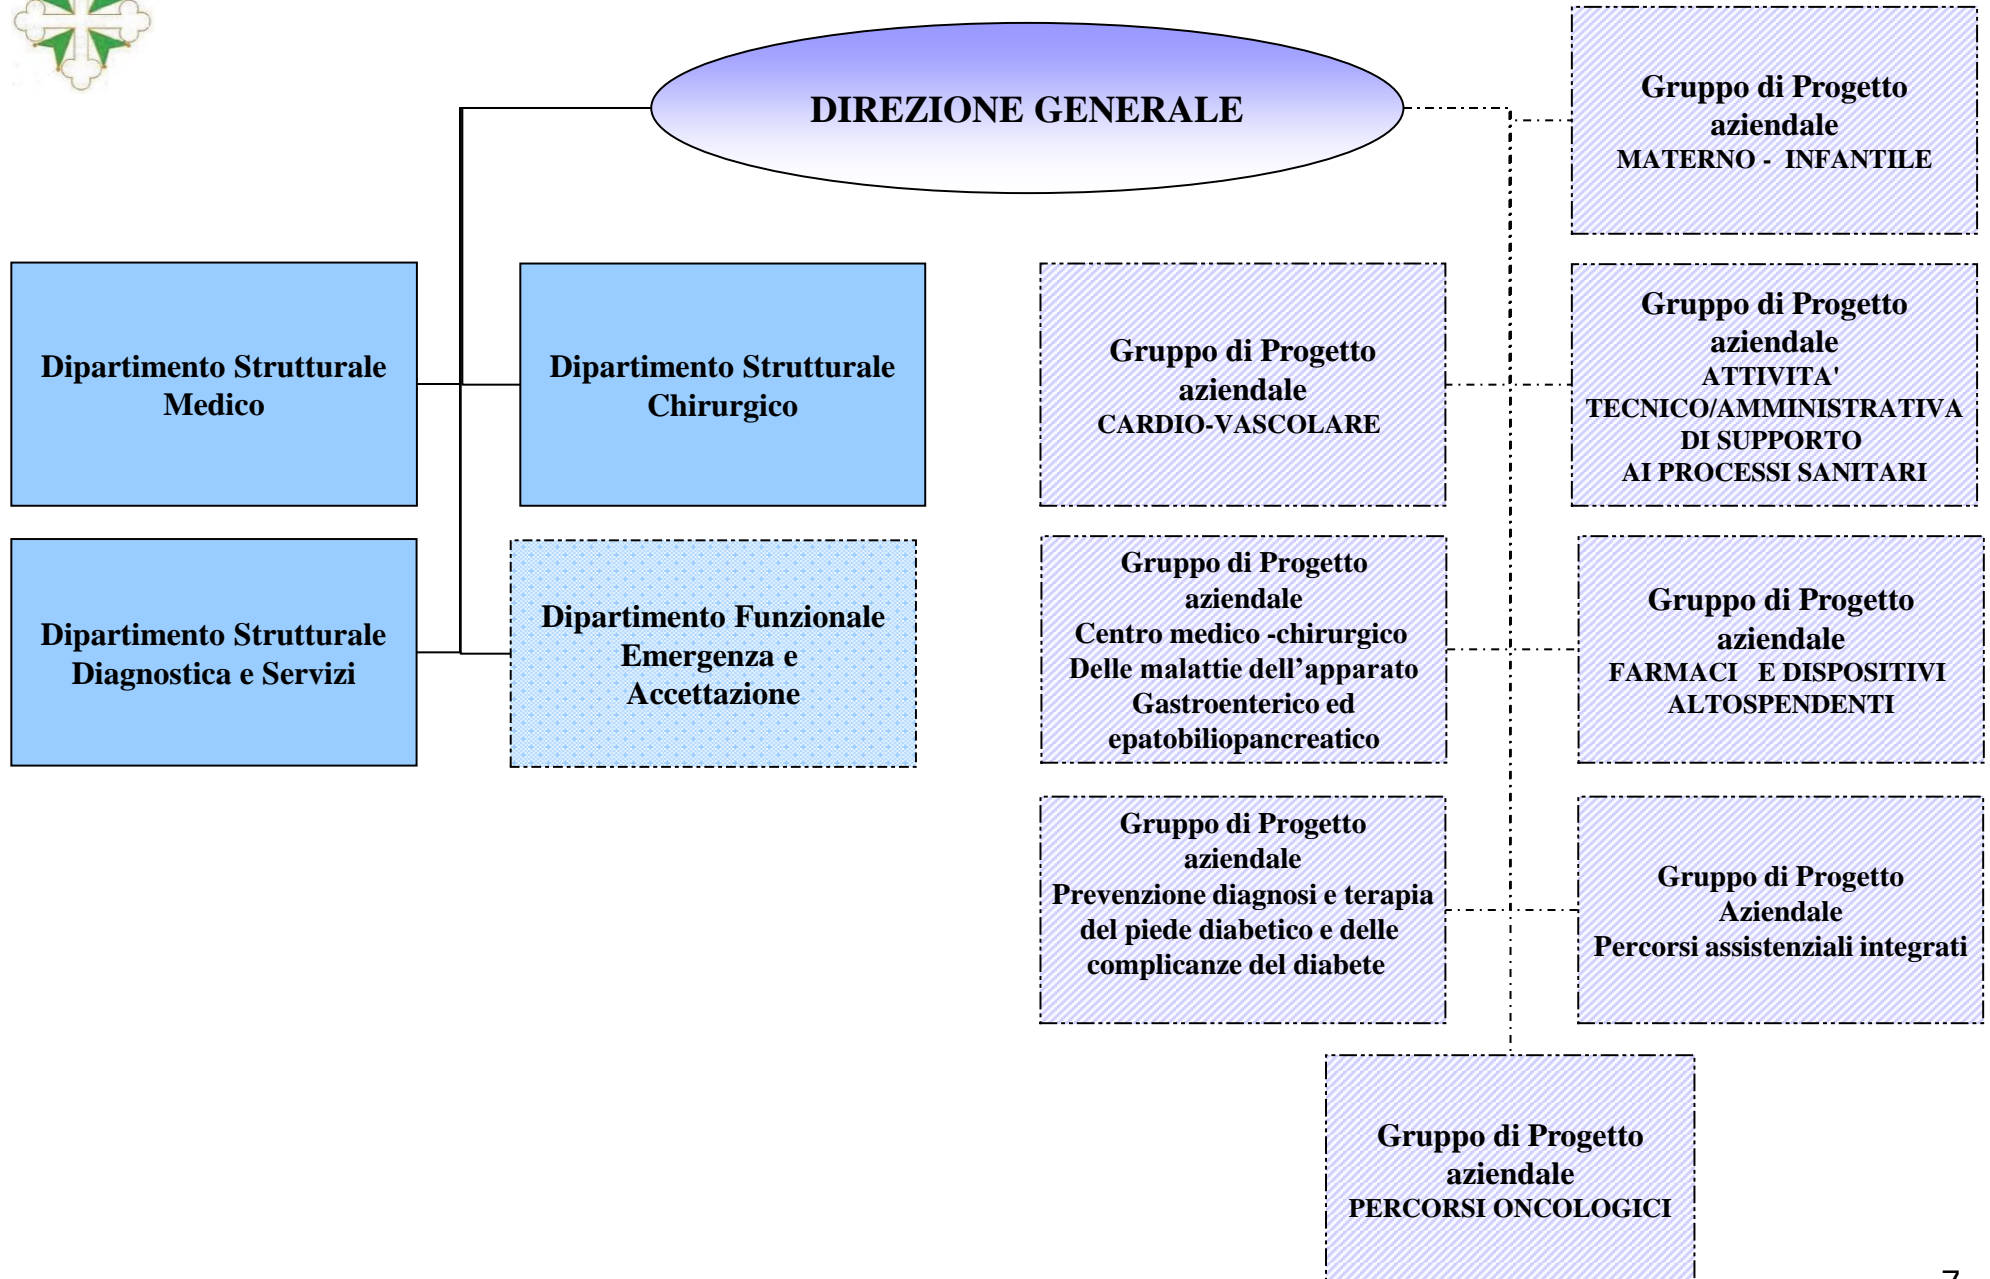 DIREZIONE GENERALE
Gruppo di Progetto
aziendale
MATERNO - INFANTILE
Dipartimento Strutturale
Medico
Dipartimento Strutturale
Chirurgico
Gruppo di Progetto
aziendale
CARDIO-VASCOLARE
Gruppo di Progetto
aziendale
ATTIVITA'
TECNICO/AMMINISTRATIVA
DI SUPPORTO
AI PROCESSI SANITARI
Dipartimento Strutturale
Diagnostica e Servizi
Dipartimento Funzionale
Emergenza e
Accettazione
Gruppo di Progetto
aziendale
Centro medico -chirurgico
Delle malattie dell’apparato
Gastroenterico ed
epatobiliopancreatico
Gruppo di Progetto
aziendale
FARMACI E DISPOSITIVI
ALTOSPENDENTI
Gruppo di Progetto
aziendale
Prevenzione diagnosi e terapia
del piede diabetico e delle
complicanze del diabete
Gruppo di Progetto
Aziendale
Percorsi assistenziali integrati
Gruppo di Progetto
aziendale
PERCORSI ONCOLOGICI